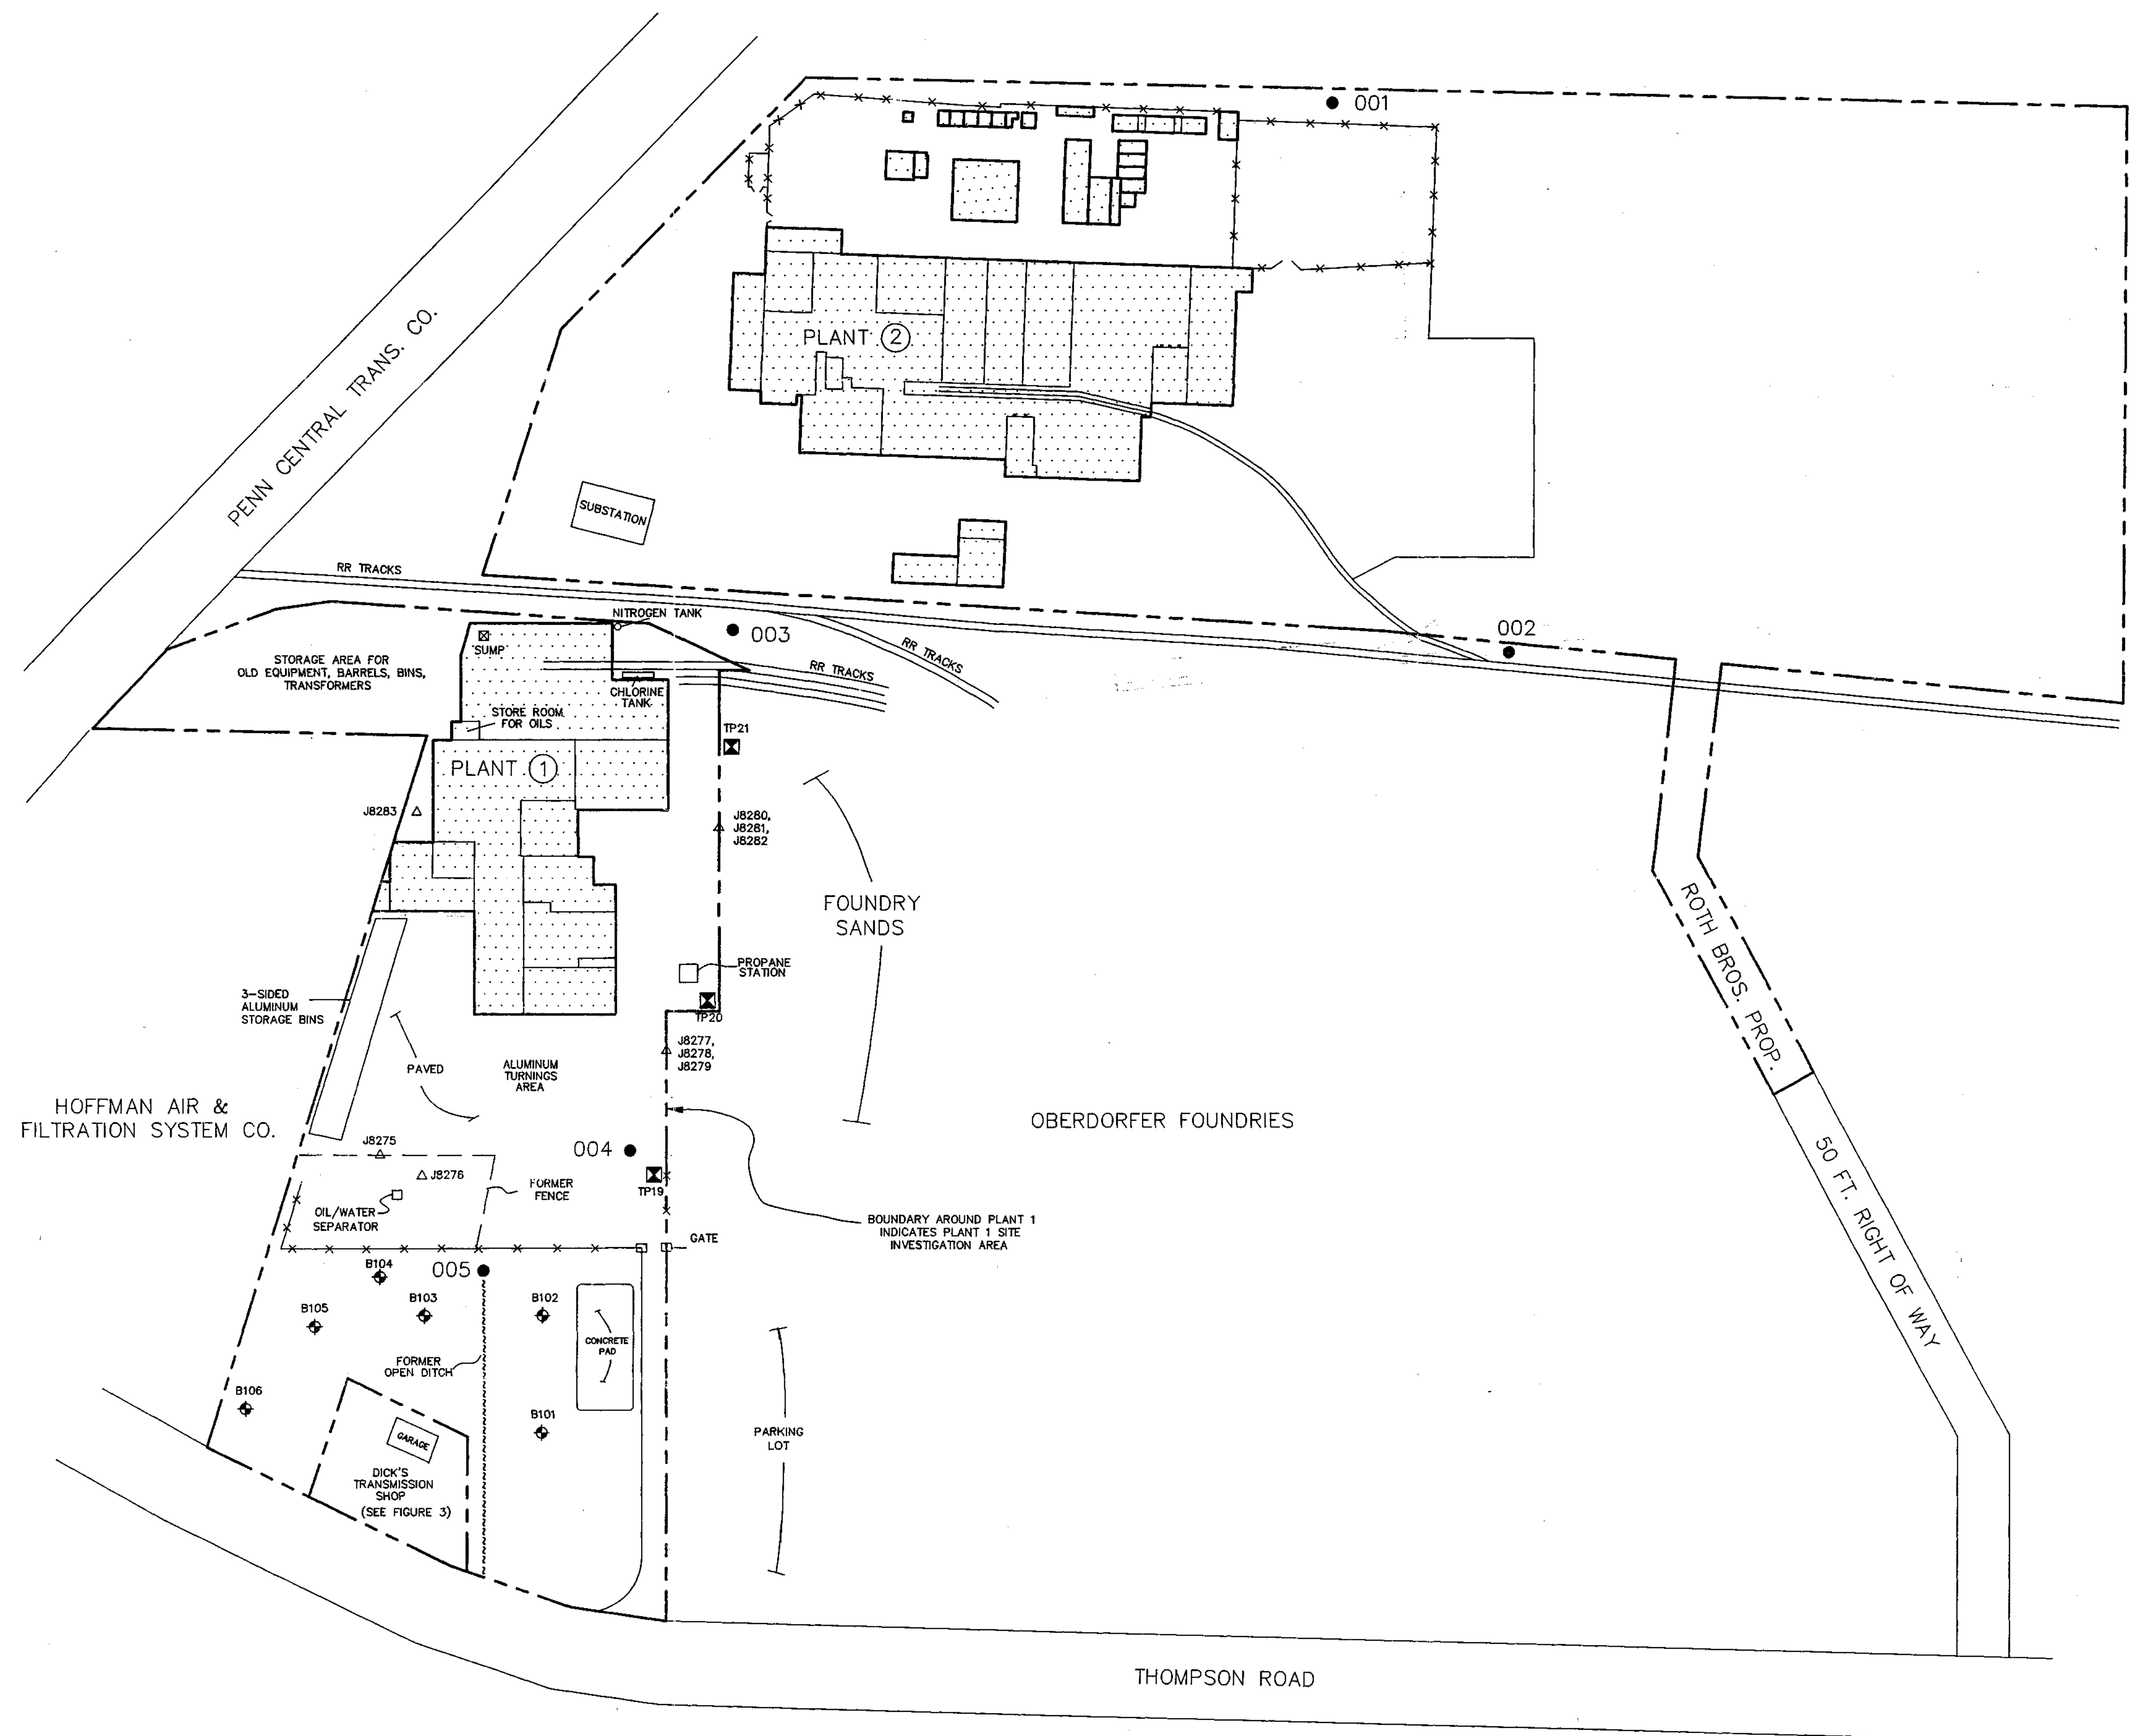 001
PLANT 2
PENN CENTRAL TRANS. CO.
SUBSTATION
RR TRACKS
NITROGEN TANK
003
002
SUMP
RR TRACKS
STORAGE AREA FOR
OLD EQUIPMENT, BARRELS, BINS,
TRANSFORMERS
RR TRACKS
CHLORINE
TANK
STORE ROOM
FOR OILS
TP21
PLANT 1
J8283
J8280,
J8281,
J8282
FOUNDRY
SANDS
ROTH BROS. PROP.
PROPANE
STATION
3-SIDED
ALUMINUM
STORAGE BINS
TP20
J8277,
J8278,
J8279
PAVED
ALUMINUM
TURNINGS
AREA
HOFFMAN AIR &
FILTRATION SYSTEM CO.
OBERDORFER FOUNDRIES
J8275
004
J8276
FORMER
FENCE
TP19
OIL/WATER
SEPARATOR
BOUNDARY AROUND PLANT 1
INDICATES PLANT 1 SITE
INVESTIGATION AREA
50 FT. RIGHT OF WAY
GATE
B104
005
B105
B103
B102
CONCRETE
PAD
FORMER
OPEN DITCH
B106
B101
GARAGE
PARKING
LOT
DICK'S
TRANSMISSION
SHOP
(SEE FIGURE 3)
THOMPSON ROAD